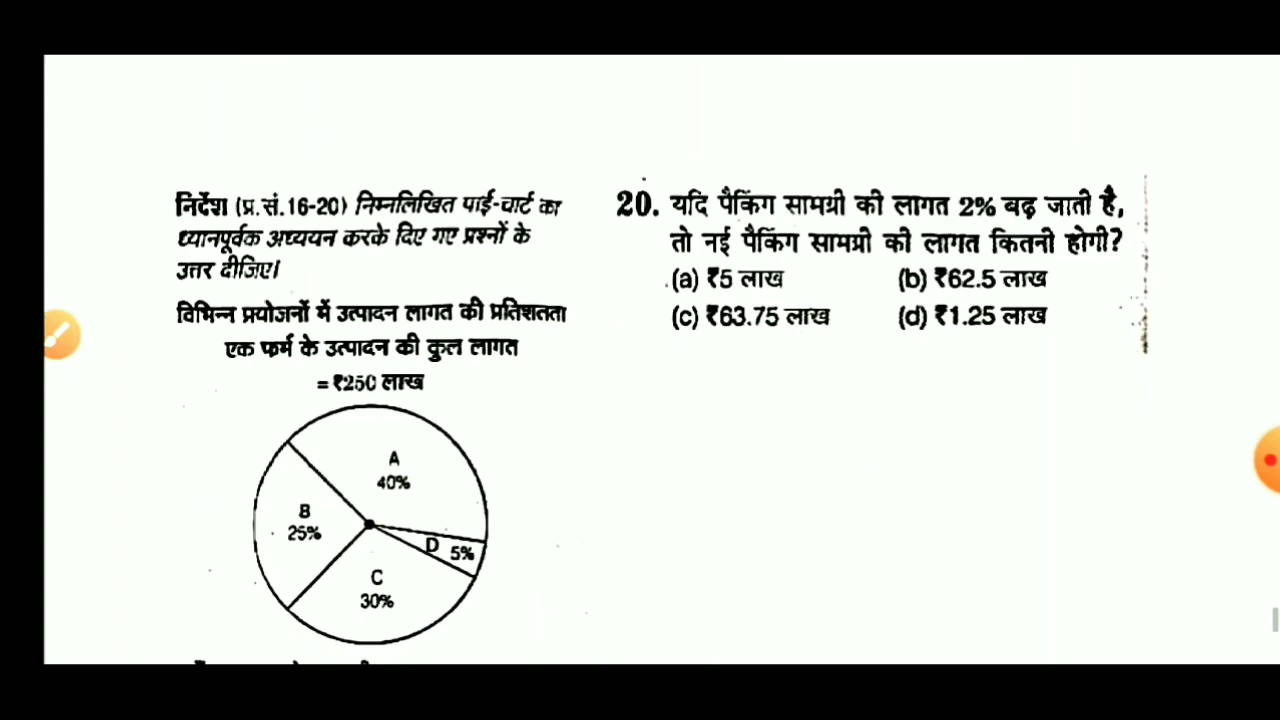 निर्देश (प्र.सं.16-20) निम्नलिखित पाई-चार्ट का
ध्यानपूर्वक अध्ययन करके दिए गए प्रश्नों के
उत्तर दीजिए।
विभिन्न प्रयोजनों में उत्पादन लागत की प्रतिशतता
एक फर्म के उत्पादन की कुल लागत
= ₹250 लाख
A
40%
B
25%
D 5%
C
30%
20. यदि पैकिंग सामग्री की लागत 2% बढ़ जाती है,
तो नई पैकिंग सामग्री की लागत कितनी होगी?
(a) ₹5 लाख (b) ₹62.5 लाख
(c) ₹63.75 लाख (d) ₹1.25 लाख